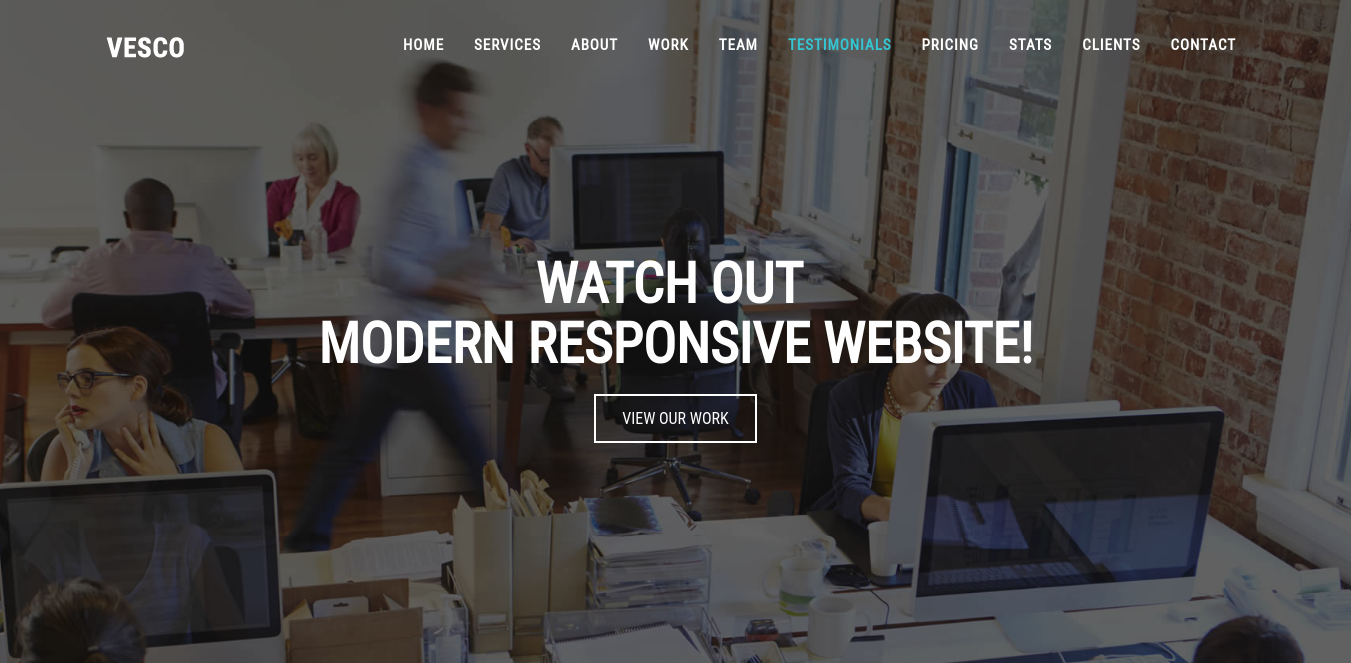 VESCO
HOME SERVICES ABOUT WORK TEAM TESTIMONIALS PRICING STATS CLIENTS CONTACT
WATCH OUT
MODERN RESPONSIVE WEBSITE!
VIEW OUR WORK